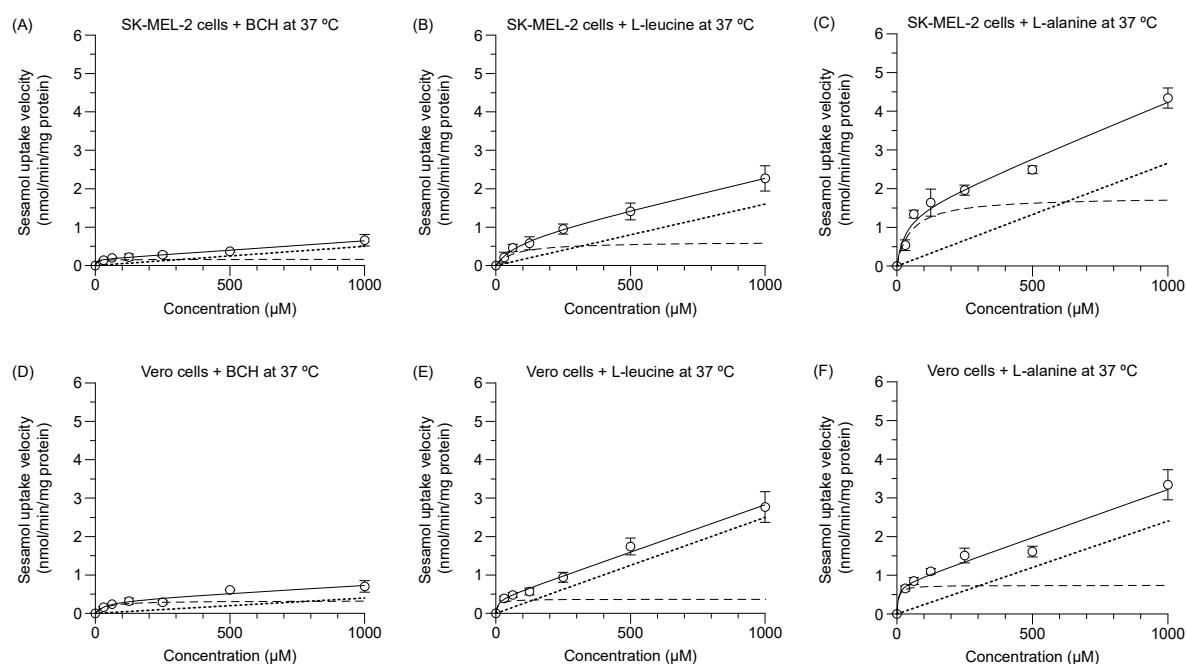 (A) SK-MEL-2 cells + BCH at 37 ºC
Sesamol uptake velocity
(nmol/min/mg protein)
6
5
4
3
2
1
0
0 500 1000
Concentration (µM)
(B) SK-MEL-2 cells + L-leucine at 37 ºC
Sesamol uptake velocity
(nmol/min/mg protein)
6
5
4
3
2
1
0
0 500 1000
Concentration (µM)
(C) SK-MEL-2 cells + L-alanine at 37 ºC
Sesamol uptake velocity
(nmol/min/mg protein)
6
5
4
3
2
1
0
0 500 1000
Concentration (µM)
(D) Vero cells + BCH at 37 ºC
Sesamol uptake velocity
(nmol/min/mg protein)
6
5
4
3
2
1
0
0 500 1000
Concentration (µM)
(E) Vero cells + L-leucine at 37 ºC
Sesamol uptake velocity
(nmol/min/mg protein)
6
5
4
3
2
1
0
0 500 1000
Concentration (µM)
(F) Vero cells + L-alanine at 37 ºC
Sesamol uptake velocity
(nmol/min/mg protein)
6
5
4
3
2
1
0
0 500 1000
Concentration (µM)